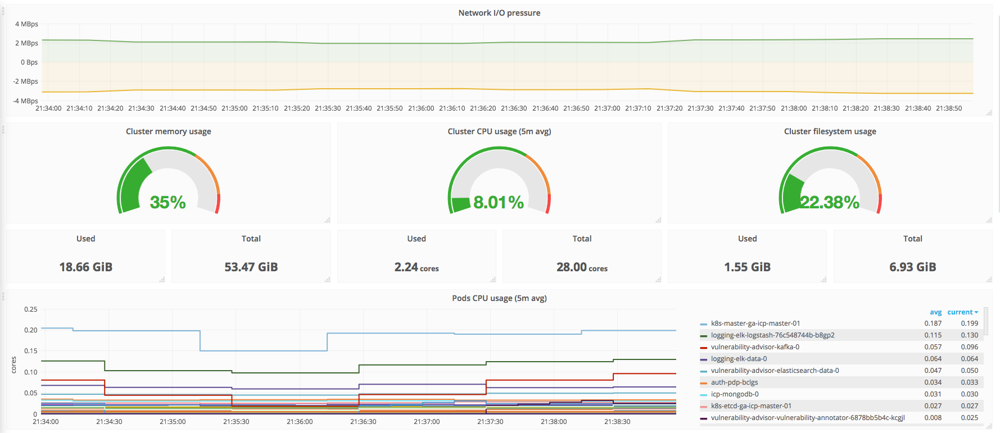 Network I/O pressure
4 MBps
2 MBps
0 Bps
-2 MBps
-4 MBps
21:34:00 21:34:10 21:34:20 21:34:30 21:34:40 21:34:50 21:35:00 21:35:10 21:35:20 21:35:30 21:35:40 21:35:50 21:36:00 21:36:10 21:36:20 21:36:30 21:36:40 21:36:50 21:37:00 21:37:10 21:37:20 21:37:30 21:37:40 21:37:50 21:38:00 21:38:10 21:38:20 21:38:30 21:38:40 21:38:50
Cluster memory usage
35%
Cluster CPU usage (5m avg)
8.01%
Cluster filesystem usage
22.38%
Used
18.66 GiB
Total
53.47 GiB
Used
2.24 cores
Total
28.00 cores
Used
1.55 GiB
Total
6.93 GiB
Pods CPU usage (5m avg)
cores
0.25
0.20
0.15
0.10
0.05
0
21:34:00 21:34:30 21:35:00 21:35:30 21:36:00 21:36:30 21:37:00 21:37:30 21:38:00 21:38:30
avg current
k8s-master-ga-icp-master-01 0.187 0.199
logging-elk-logstash-76c548744b-b8gp2 0.115 0.130
vulnerability-advisor-kafka-0 0.057 0.096
logging-elk-data-0 0.064 0.064
vulnerability-advisor-elasticsearch-data-0 0.047 0.050
auth-pdp-bclgs 0.034 0.033
icp-mongodb-0 0.031 0.030
k8s-etcd-ga-icp-master-01 0.027 0.027
vulnerability-advisor-vulnerability-annotator-6878bb5b4c-kcgjl 0.008 0.025